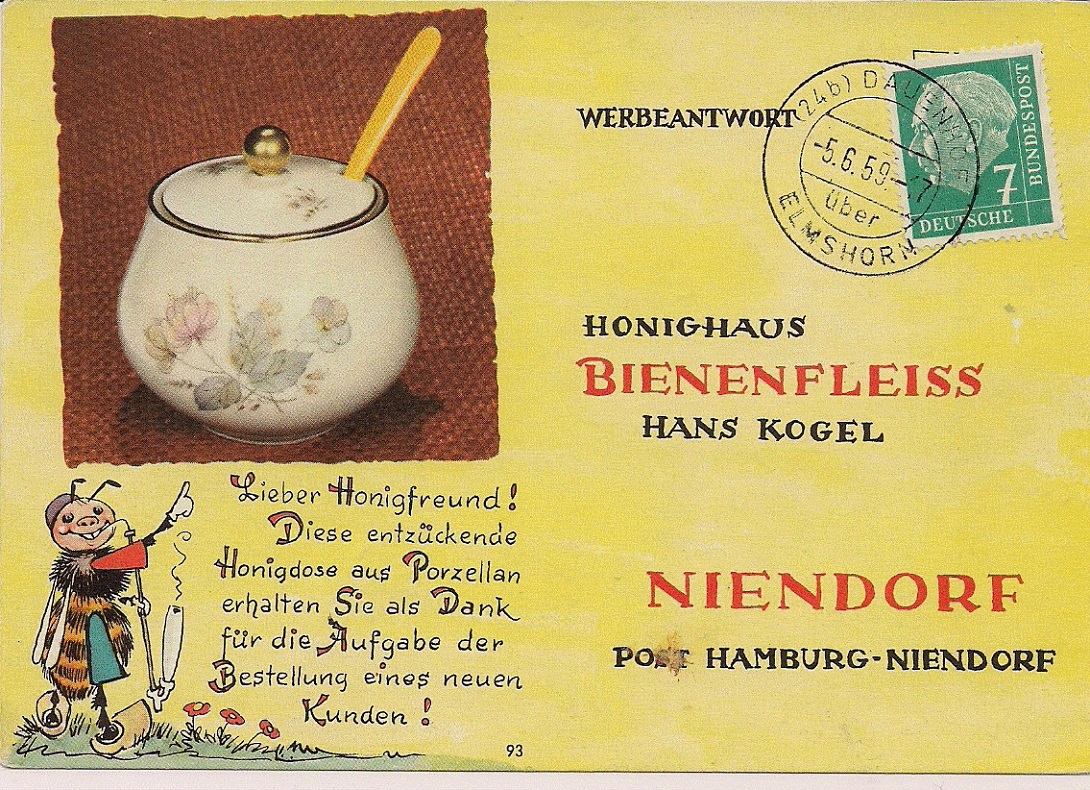 WERBEANTWORT
(24b) DAUENHOF
-5.6.59.-17
über
ELMSHORN
7
BUNDESPOST
DEUTSCHE
HONIGHAUS
BIENENFLEISS
HANS KOGEL
Lieber Honigfreund!
Diese entzückende
Honigdose aus Porzellan
erhalten Sie als Dank
für die Aufgabe der
Bestellung eines neuen
Kunden!
NIENDORF
POST HAMBURG-NIENDORF
93